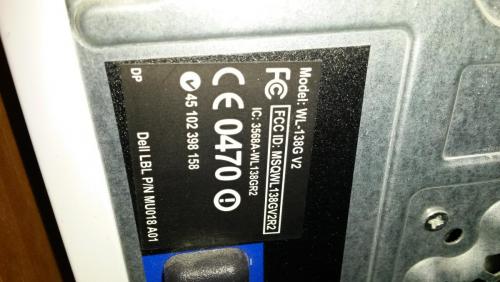 Model: WL-138G V2
FC FCC ID: MSQWL138GV2R2
IC: 3568A-WL138GR2
CE 0470
45 102 398 158
DP
Dell LBL P/N MU018 A01